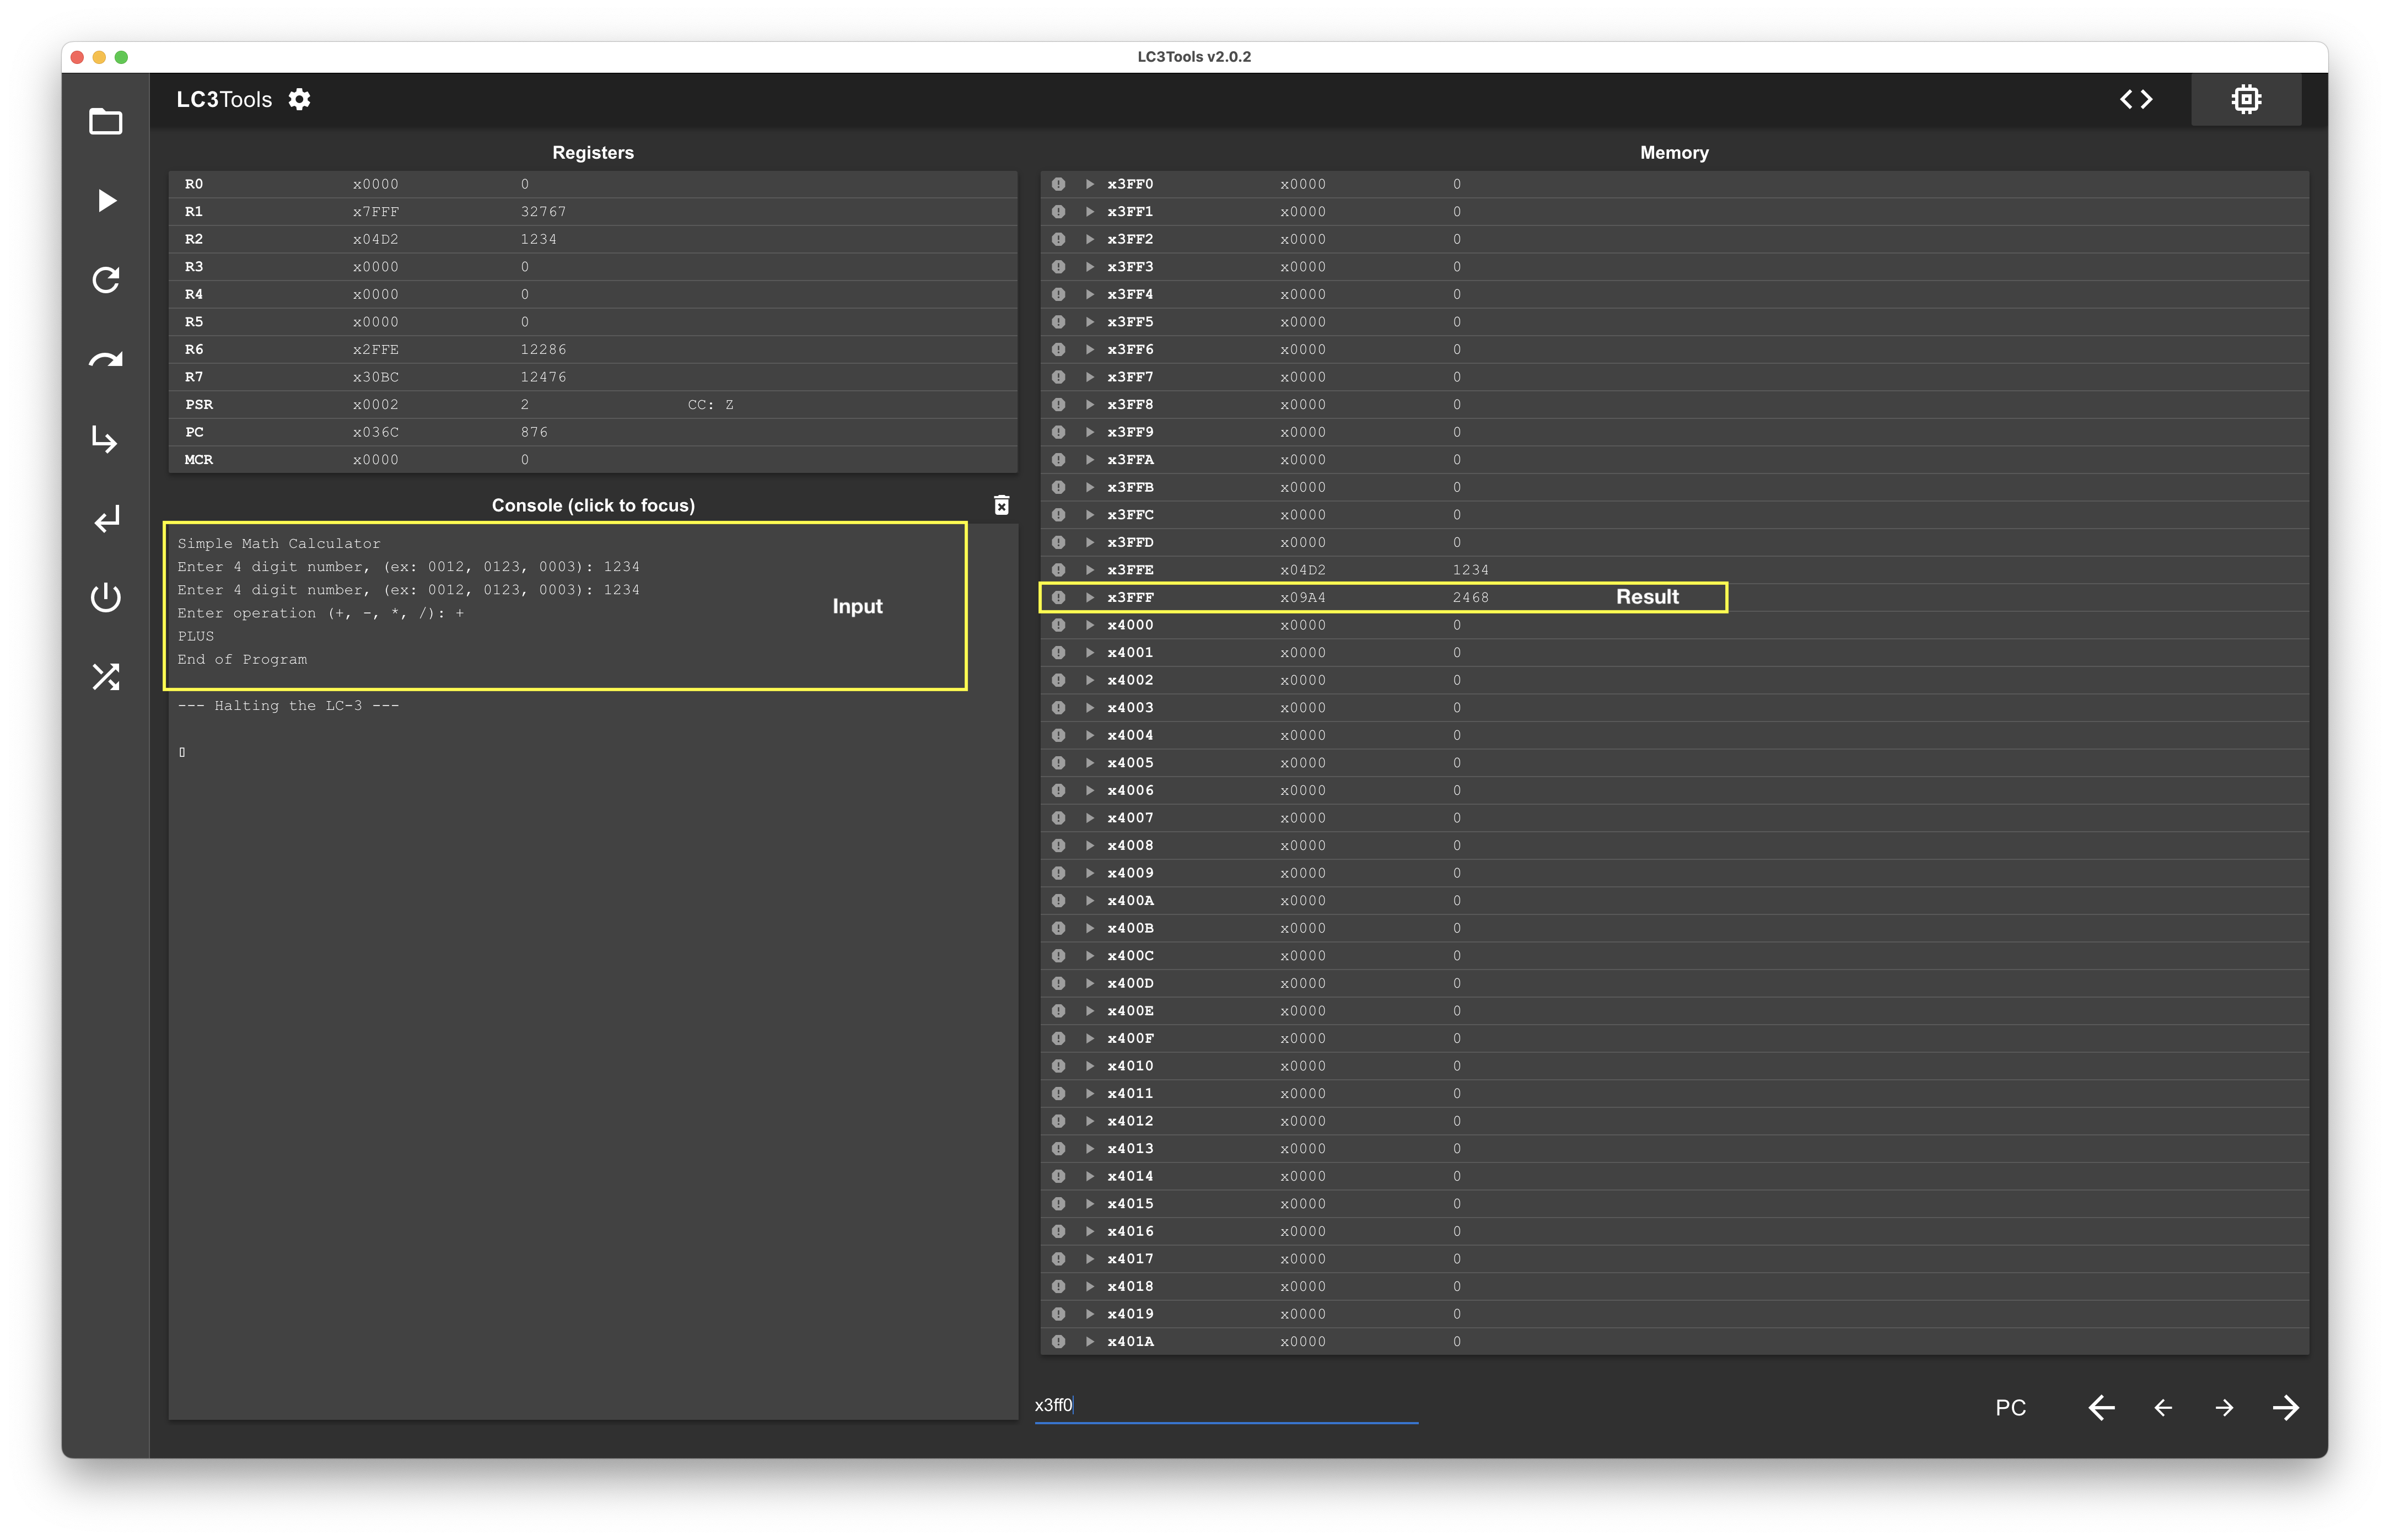 LC3Tools v2.0.2
LC3Tools
Registers
R0 x0000 0
R1 x7FFF 32767
R2 x04D2 1234
R3 x0000 0
R4 x0000 0
R5 x0000 0
R6 x2FFE 12286
R7 x30BC 12476
PSR x0002 2 CC: Z
PC x036C 876
MCR x0000 0
Console (click to focus)
Simple Math Calculator
Enter 4 digit number, (ex: 0012, 0123, 0003): 1234
Enter 4 digit number, (ex: 0012, 0123, 0003): 1234
Enter operation (+, -, *, /): +
PLUS
End of Program
Input
--- Halting the LC-3 ---
Memory
x3FF0 x0000 0
x3FF1 x0000 0
x3FF2 x0000 0
x3FF3 x0000 0
x3FF4 x0000 0
x3FF5 x0000 0
x3FF6 x0000 0
x3FF7 x0000 0
x3FF8 x0000 0
x3FF9 x0000 0
x3FFA x0000 0
x3FFB x0000 0
x3FFC x0000 0
x3FFD x0000 0
x3FFE x04D2 1234
x3FFF x09A4 2468 Result
x4000 x0000 0
x4001 x0000 0
x4002 x0000 0
x4003 x0000 0
x4004 x0000 0
x4005 x0000 0
x4006 x0000 0
x4007 x0000 0
x4008 x0000 0
x4009 x0000 0
x400A x0000 0
x400B x0000 0
x400C x0000 0
x400D x0000 0
x400E x0000 0
x400F x0000 0
x4010 x0000 0
x4011 x0000 0
x4012 x0000 0
x4013 x0000 0
x4014 x0000 0
x4015 x0000 0
x4016 x0000 0
x4017 x0000 0
x4018 x0000 0
x4019 x0000 0
x401A x0000 0
x3ff0
PC